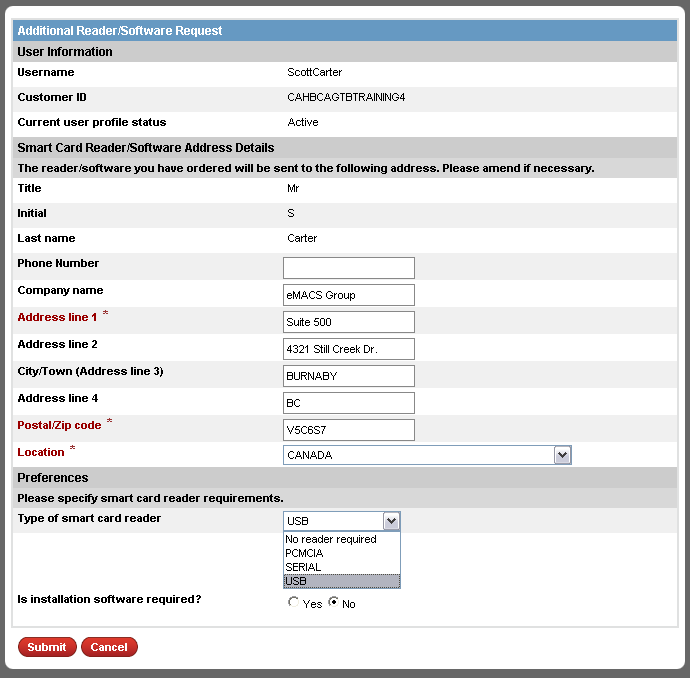 Additional Reader/Software Request
User Information
Username ScottCarter
Customer ID CAHBCAGTBTRAINING4
Current user profile status Active
Smart Card Reader/Software Address Details
The reader/software you have ordered will be sent to the following address. Please amend if necessary.
Title Mr
Initial S
Last name Carter
Phone Number
Company name eMACS Group
Address line 1 * Suite 500
Address line 2 4321 Still Creek Dr.
City/Town (Address line 3) BURNABY
Address line 4 BC
Postal/Zip code * V5C6S7
Location * CANADA
Preferences
Please specify smart card reader requirements.
Type of smart card reader USB
No reader required
PCMCIA
SERIAL
USB
Is installation software required? Yes No
Submit Cancel